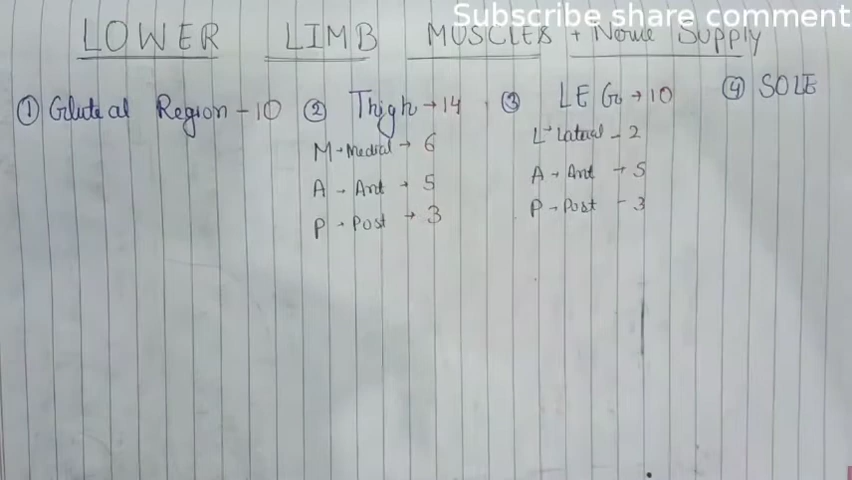 Subscribe share comment
LOWER LIMB MUSCLES + Nerve Supply
① Gluteal Region - 10
② Thigh → 14
M → Medial → 6
A → Ant → 5
P → Post → 3
③ LEG → 10
L → Lateral - 2
A → Ant → 5
P → Post - 3
④ SOLE